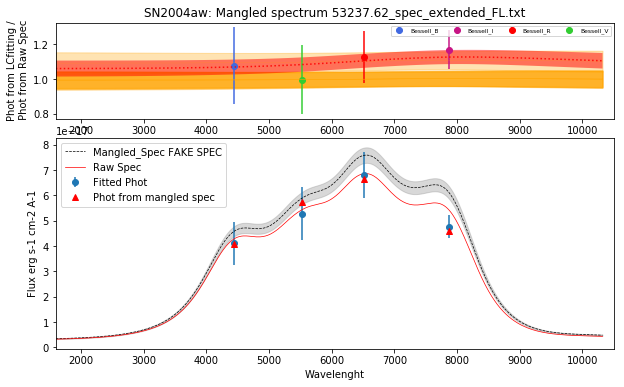 SN2004aw: Mangled spectrum 53237.62_spec_extended_FL.txt
Phot from LCfitting /
Phot from Raw Spec
1.2
1.0
0.8
Bessell_B
Bessell_I
Bessell_R
Bessell_V
2000 3000 4000 5000 6000 7000 8000 9000 10000
1e−17
Flux erg s-1 cm-2 A-1
8
7
6
5
4
3
2
1
0
Mangled_Spec FAKE SPEC
Raw Spec
Fitted Phot
Phot from mangled spec
2000 3000 4000 5000 6000 7000 8000 9000 10000
Wavelenght